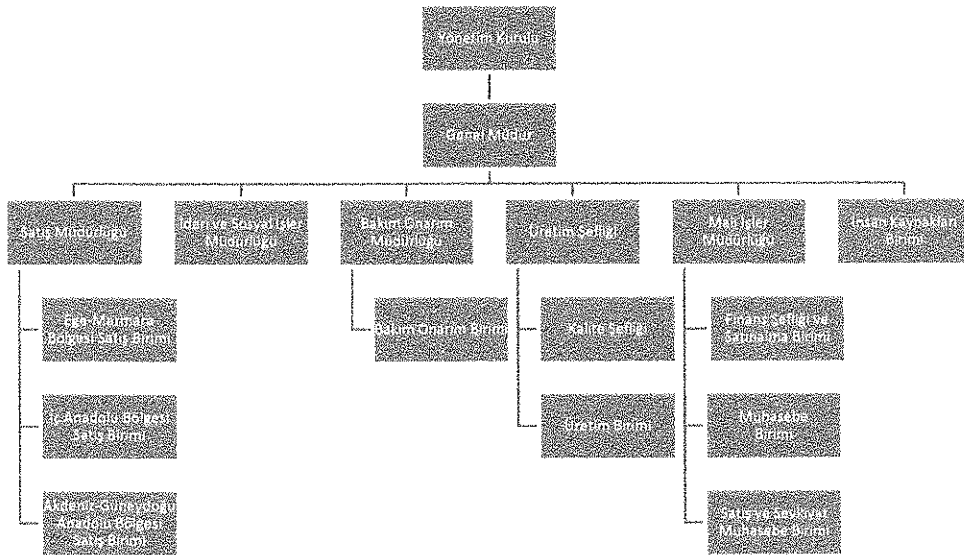 Yönetim Kurulu
Genel Müdür
Satış Müdürlüğü
İdari ve Sosyal İşler
Müdürlüğü
Bakım Onarım
Müdürlüğü
Üretim Şefliği
Mali İşler
Müdürlüğü
İnsan Kaynakları
Birimi
Ege-Marmara
Bölgesi Satış Birimi
İç Anadolu Bölgesi
Satış Birimi
Akdeniz-Güneydoğu
Anadolu Bölgesi
Satış Birimi
Bakım Onarım Birimi
Kalite Şefliği
Üretim Birimi
Finans Şefliği ve
Satınalma Birimi
Muhasebe
Birimi
Satış ve Sevkiyat
Muhasebe Birimi